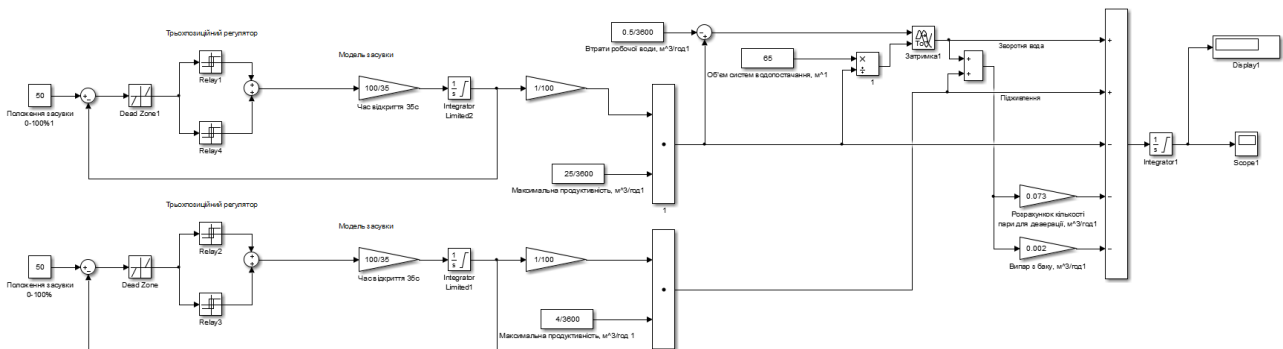 Трьохпозиційний регулятор
Relay1
Relay4
50
Положення засувки
0-100%1
Dead Zone1
Модель засувки
100/35
Час відкриття 35с
1
s
Integrator
Limited2
1/100
25/3600
Максимальна продуктивність, м^3/год1
1
0.5/3600
Втрати робочої води, м^3/год1
65
Об'єм систем водопостачання, м^1
1
To
Затримка1
Зворотня вода
Підживлення
0.073
Розрахунок кількості
пари для деаерації, м^3/год1
0.002
Випар з баку, м^3/год1
1
s
Integrator1
Display1
Scope1
Трьохпозиційний регулятор
Relay2
Relay3
50
Положення засувки
0-100%
Dead Zone
Модель засувки
100/35
Час відкриття 35с
1
s
Integrator
Limited1
1/100
4/3600
Максимальна продуктивність, м^3/год 1